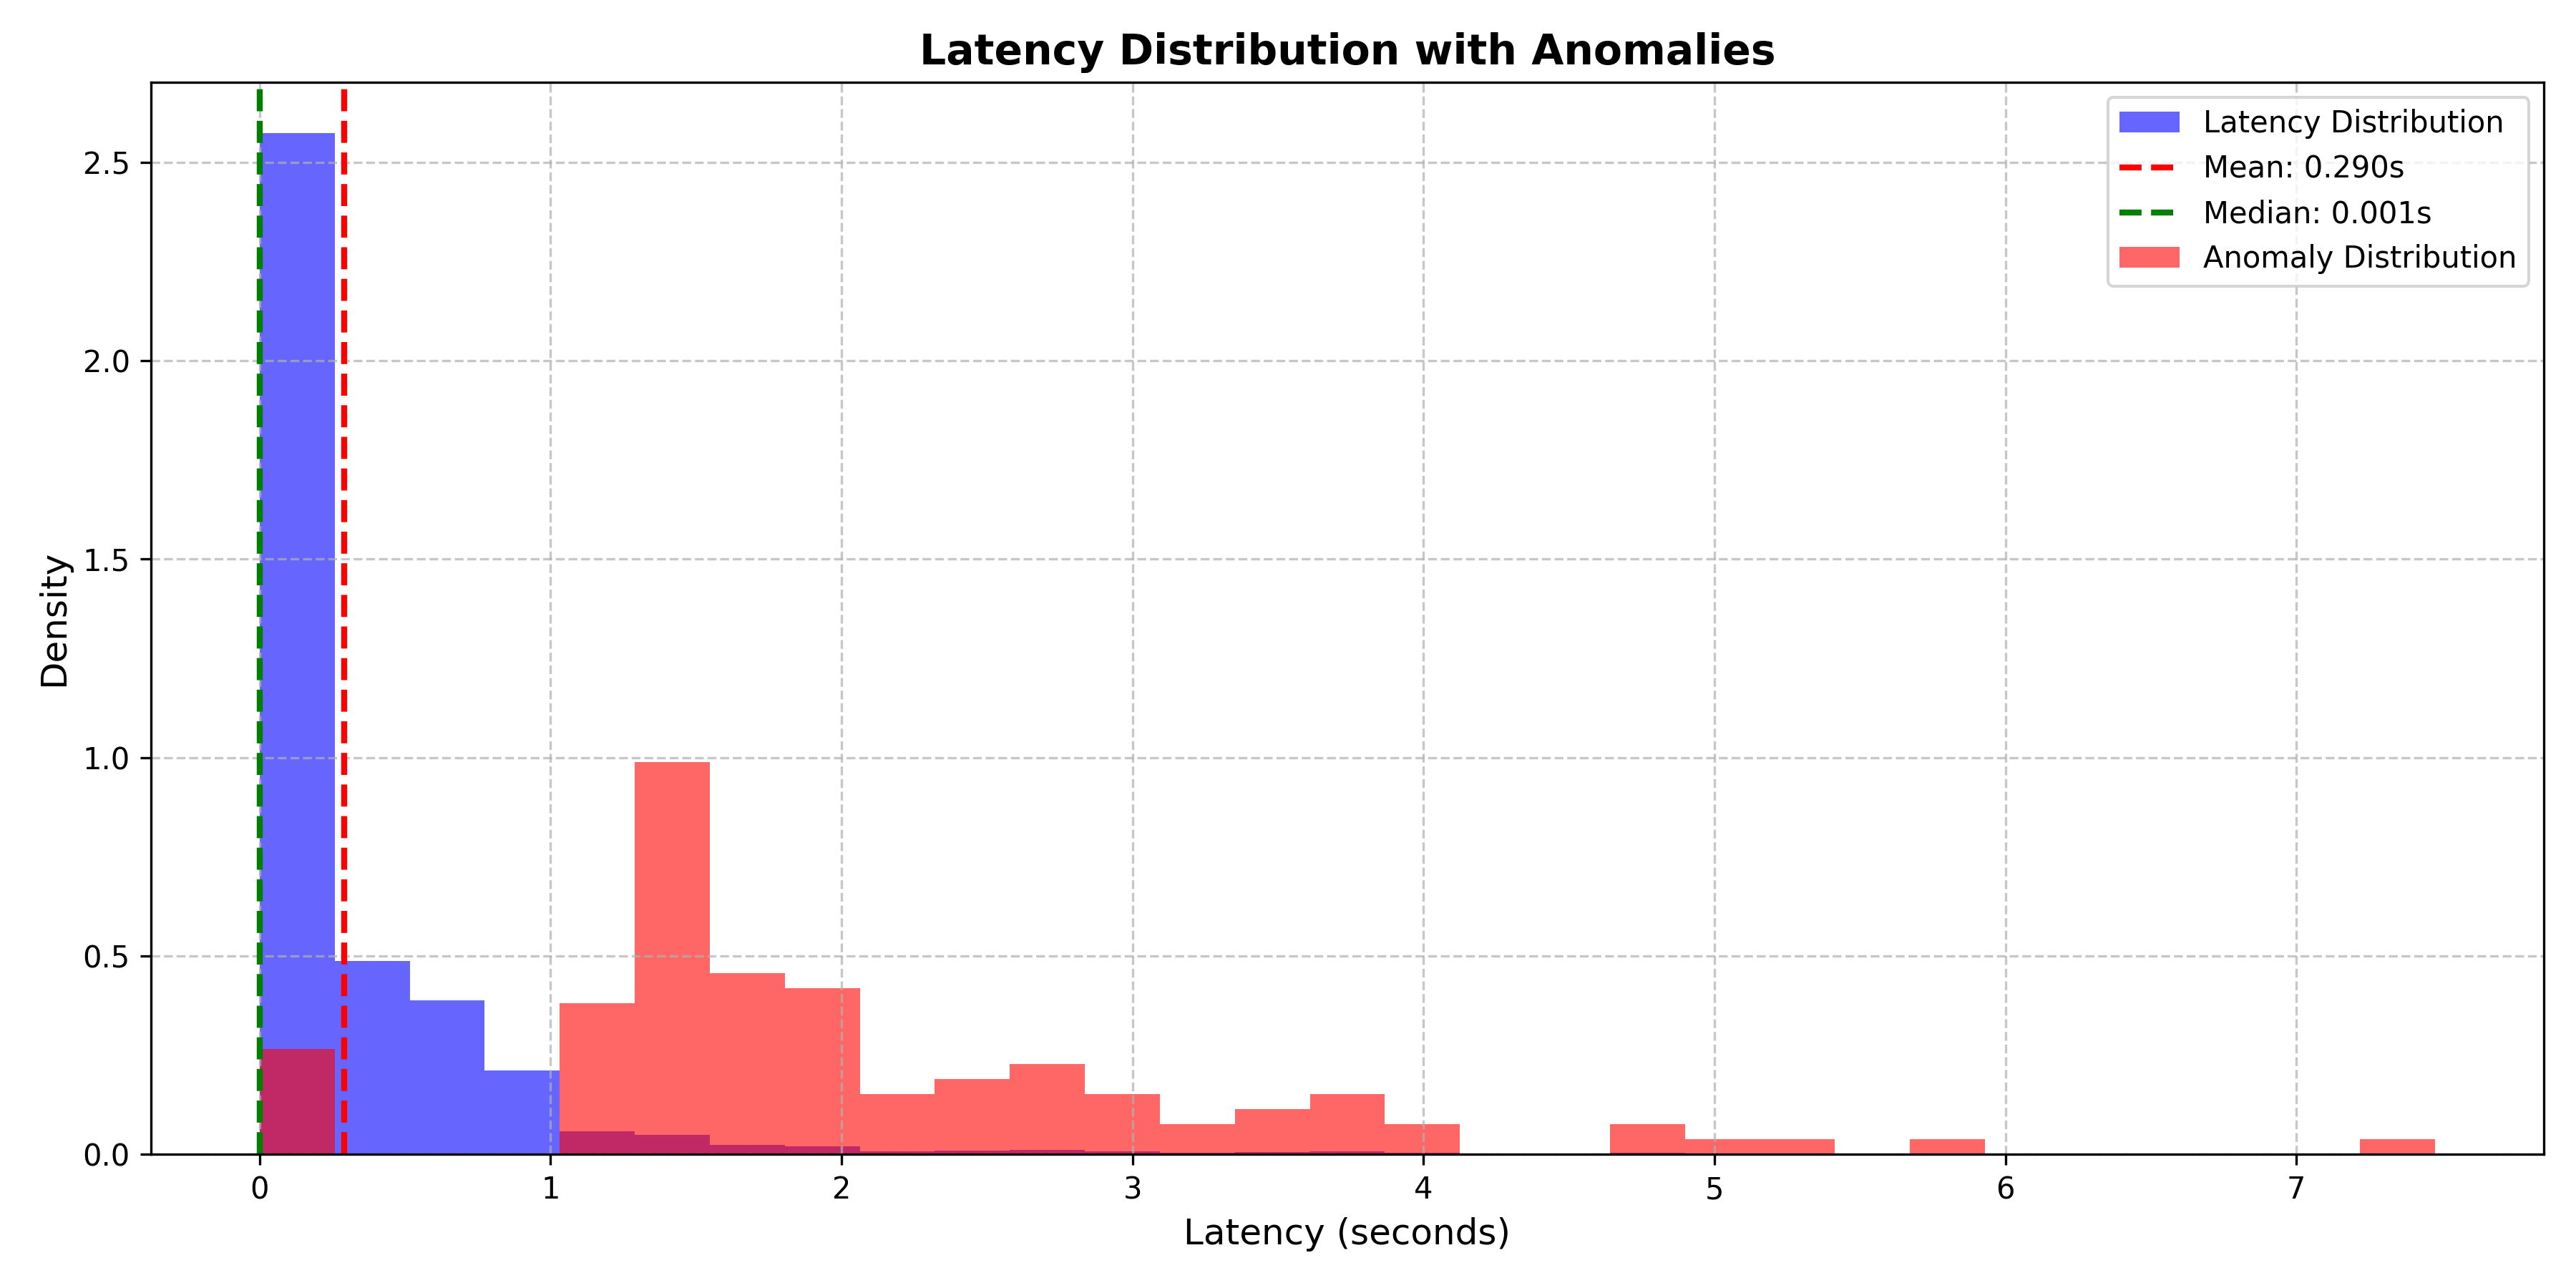 Latency Distribution with Anomalies
Latency Distribution
Mean: 0.290s
Median: 0.001s
Anomaly Distribution
Density
2.5
2.0
1.5
1.0
0.5
0.0
0 1 2 3 4 5 6 7
Latency (seconds)